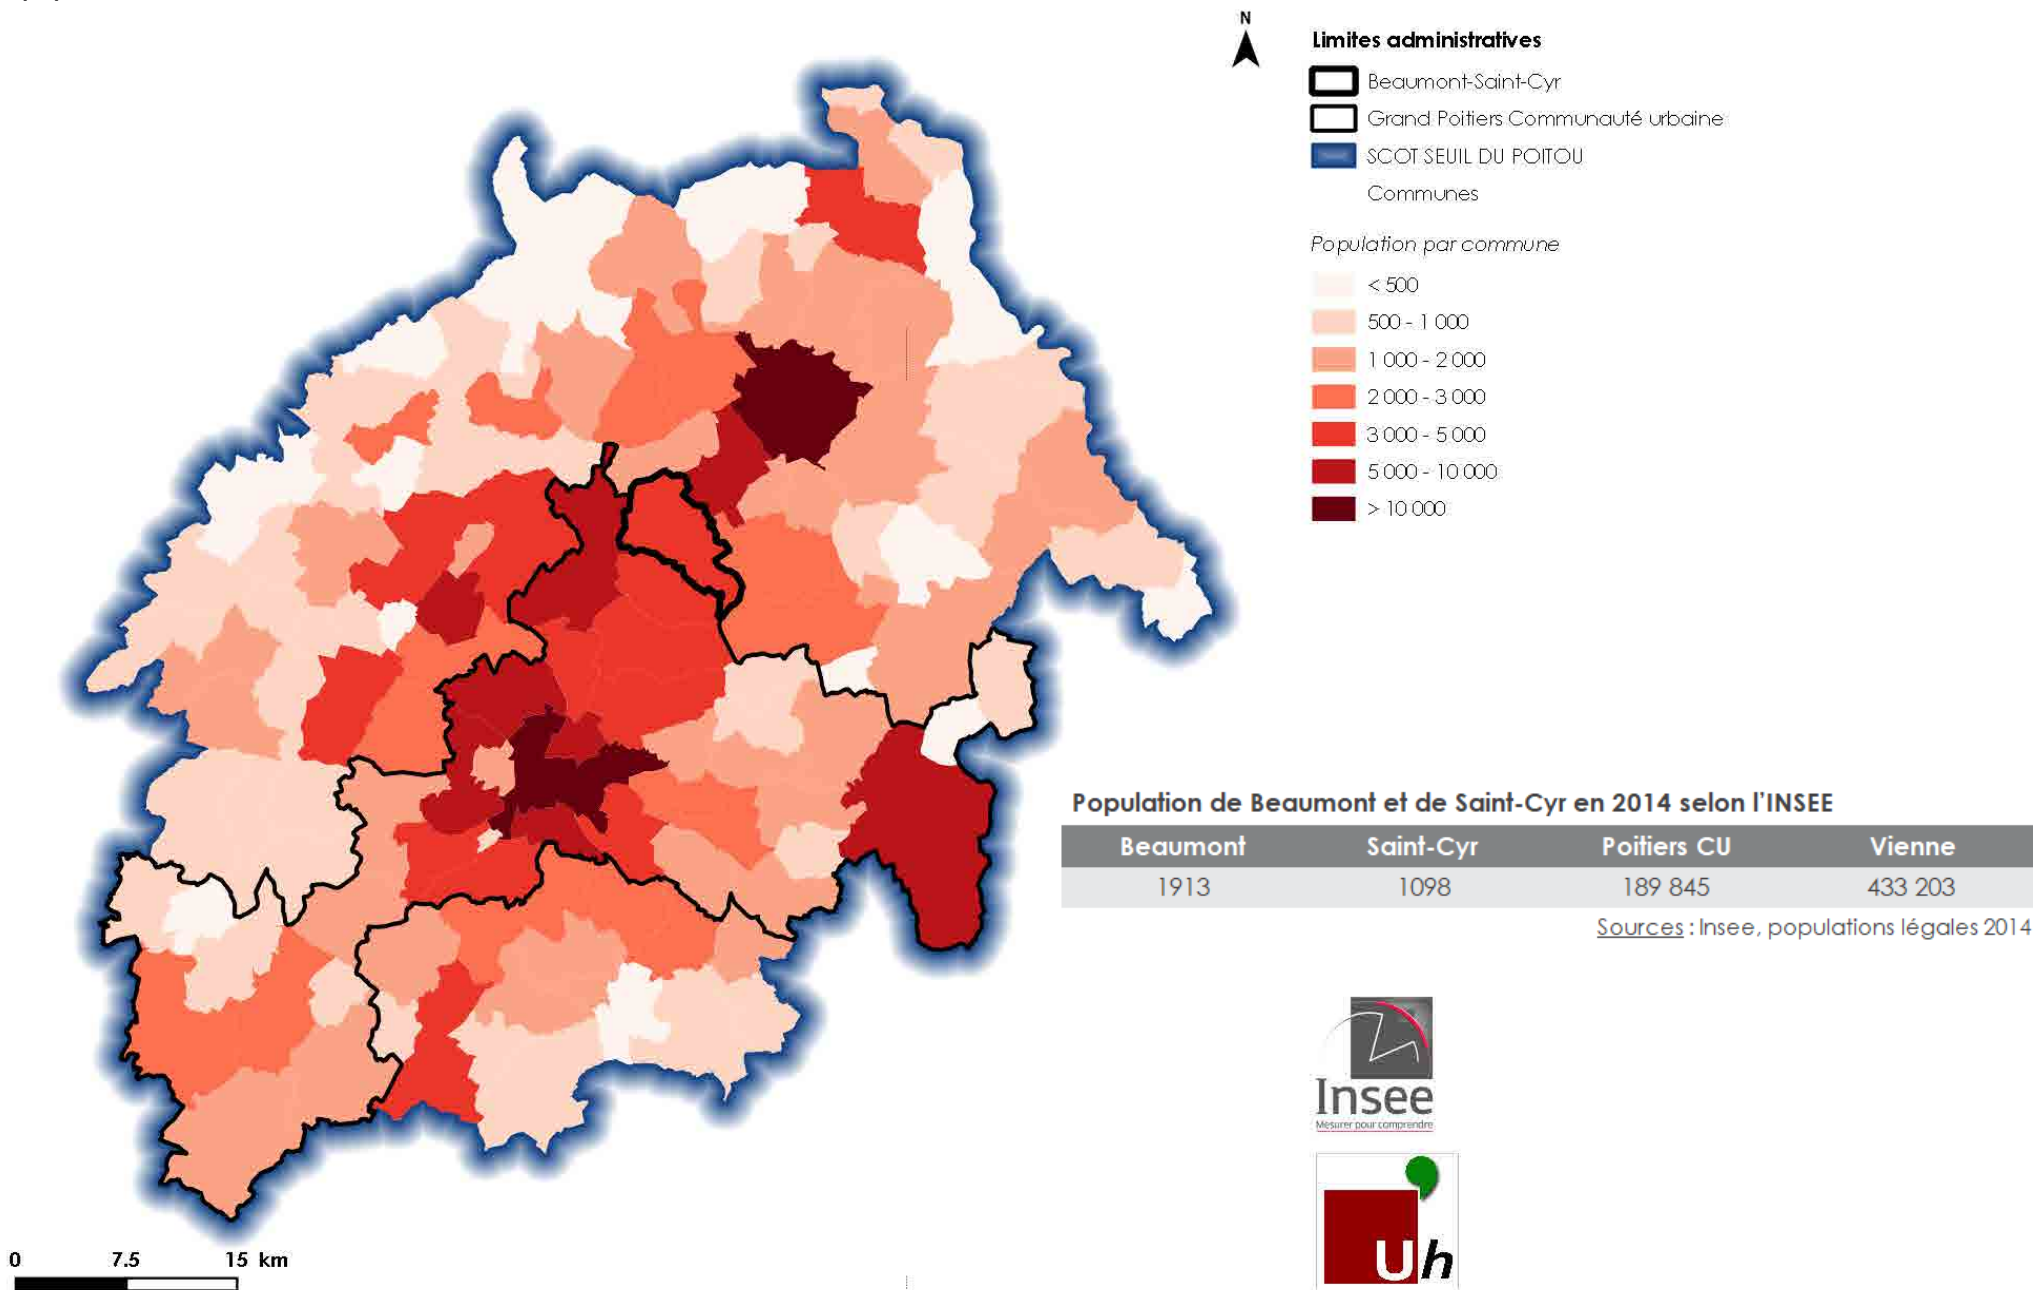 N
Limites administratives
Beaumont-Saint-Cyr
Grand Poitiers Communauté urbaine
SCOT SEUIL DU POITOU
Communes
Population par commune
< 500
500 - 1 000
1 000 - 2 000
2 000 - 3 000
3 000 - 5 000
5 000 - 10 000
> 10 000
Population de Beaumont et de Saint-Cyr en 2014 selon l'INSEE
Beaumont Saint-Cyr Poitiers CU Vienne
1913 1098 189 845 433 203
Sources : Insee, populations légales 2014
Insee
Mesurer pour comprendre
Uh
0 7.5 15 km